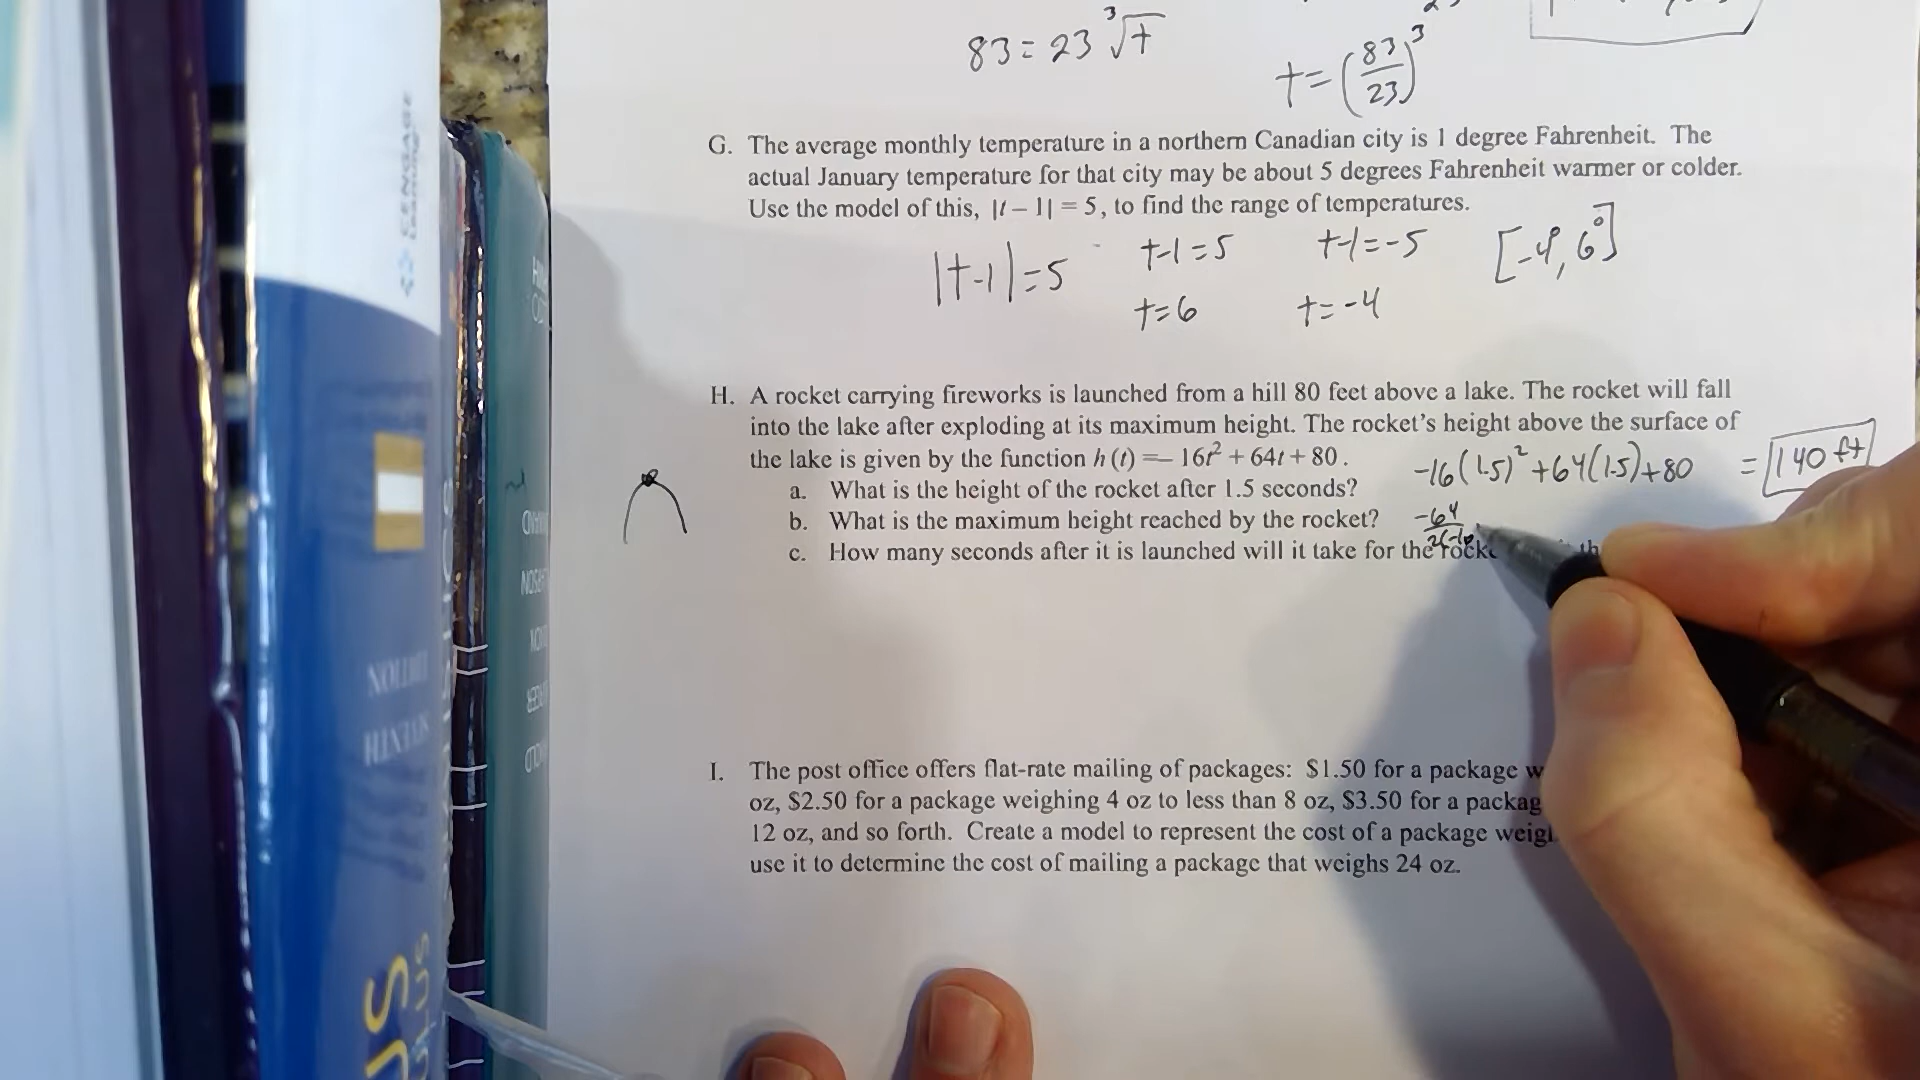 83 = 23 ∛t
t = (83/23)³
G. The average monthly temperature in a northern Canadian city is 1 degree Fahrenheit. The
actual January temperature for that city may be about 5 degrees Fahrenheit warmer or colder.
Use the model of this, |t – 1| = 5, to find the range of temperatures.
|t-1| = 5
t-1 = 5
t-1 = -5
[-4, 6°]
t = 6
t = -4
H. A rocket carrying fireworks is launched from a hill 80 feet above a lake. The rocket will fall
into the lake after exploding at its maximum height. The rocket's height above the surface of
the lake is given by the function h (t) = – 16t² + 64t + 80.
-16(1.5)² + 64(1.5) + 80 = 140 ft
a. What is the height of the rocket after 1.5 seconds?
b. What is the maximum height reached by the rocket?
-64
c. How many seconds after it is launched will it take for the
I. The post office offers flat-rate mailing of packages: $1.50 for a package
oz, $2.50 for a package weighing 4 oz to less than 8 oz, $3.50 for a
12 oz, and so forth. Create a model to represent the cost of a package
use it to determine the cost of mailing a package that weighs 24 oz.
CENGAGE
Learning